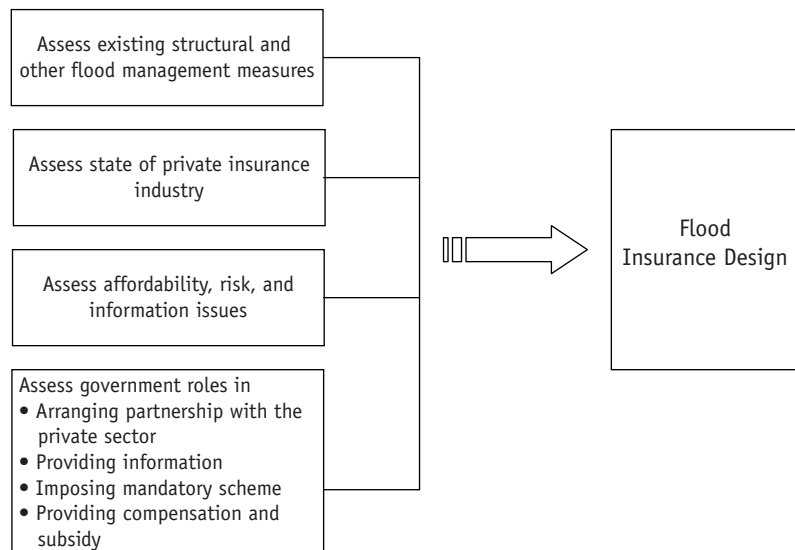 Assess existing structural and
other flood management measures
Assess state of private insurance
industry
Assess affordability, risk, and
information issues
Assess government roles in
• Arranging partnership with the
private sector
• Providing information
• Imposing mandatory scheme
• Providing compensation and
subsidy
Flood
Insurance Design